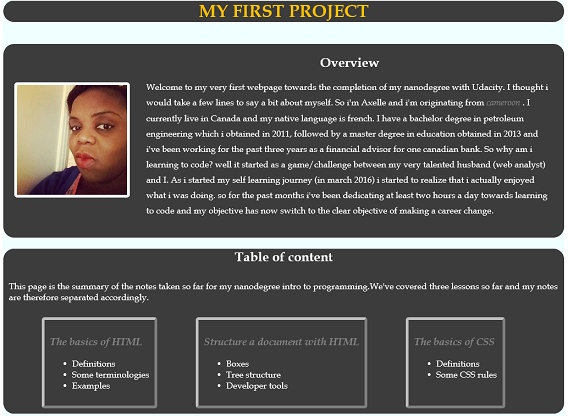 MY FIRST PROJECT
Overview
Welcome to my very first webpage towards the completion of my nanodegree with Udacity. I thought i
would take a few lines to say a bit about myself. So i'm Axelle and i'm originating from cameroon . I
currently live in Canada and my native language is french. I have a bachelor degree in petroleum
engineering which i obtained in 2011, followed by a master degree in education obtained in 2013 and
i've been working for the past three years as a financial advisor for one canadian bank. So why am i
learning to code? well it started as a game/challenge between my very talented husband (web analyst)
and I. As i started my self learning journey (in march 2016) i started to realize that i actually enjoyed
what i was doing. so for the past months i've been dedicating at least two hours a day towards learning
to code and my objective has now switch to the clear objective of making a career change.
Table of content
This page is the summary of the notes taken so far for my nanodegree intro to programming.We've covered three lessons so far and my notes
are therefore separated accordingly.
The basics of HTML
• Definitions
• Some terminologies
• Examples
Structure a document with HTML
• Boxes
• Tree structure
• Developer tools
The basics of CSS
• Definitions
• Some CSS rules